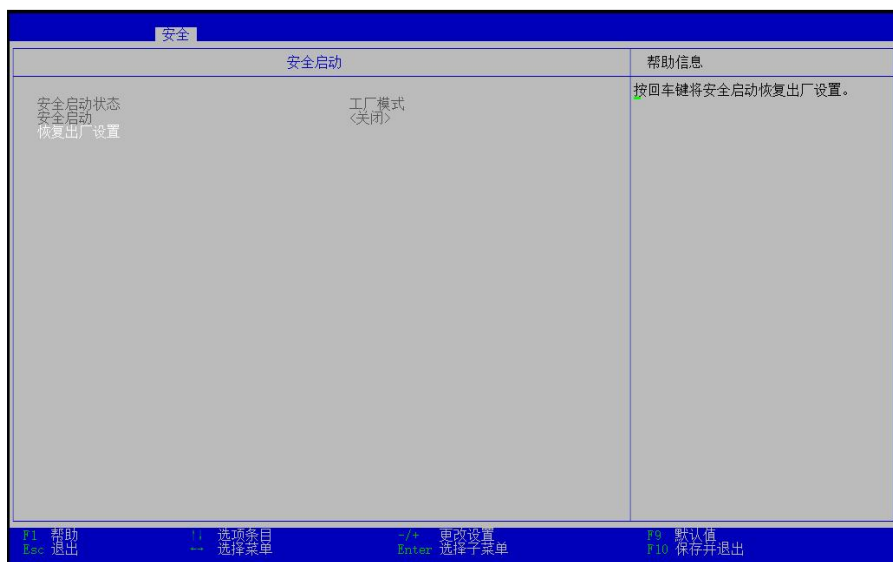 安全
安全启动
帮助信息
安全启动状态 工厂模式
安全启动 <关闭>
恢复出厂设置
按回车键将安全启动恢复出厂设置。
F1 帮助 ↑↓ 选项条目 -/+ 更改设置 F9 默认值
Esc 退出 ←→ 选择菜单 Enter 选择子菜单 F10 保存并退出